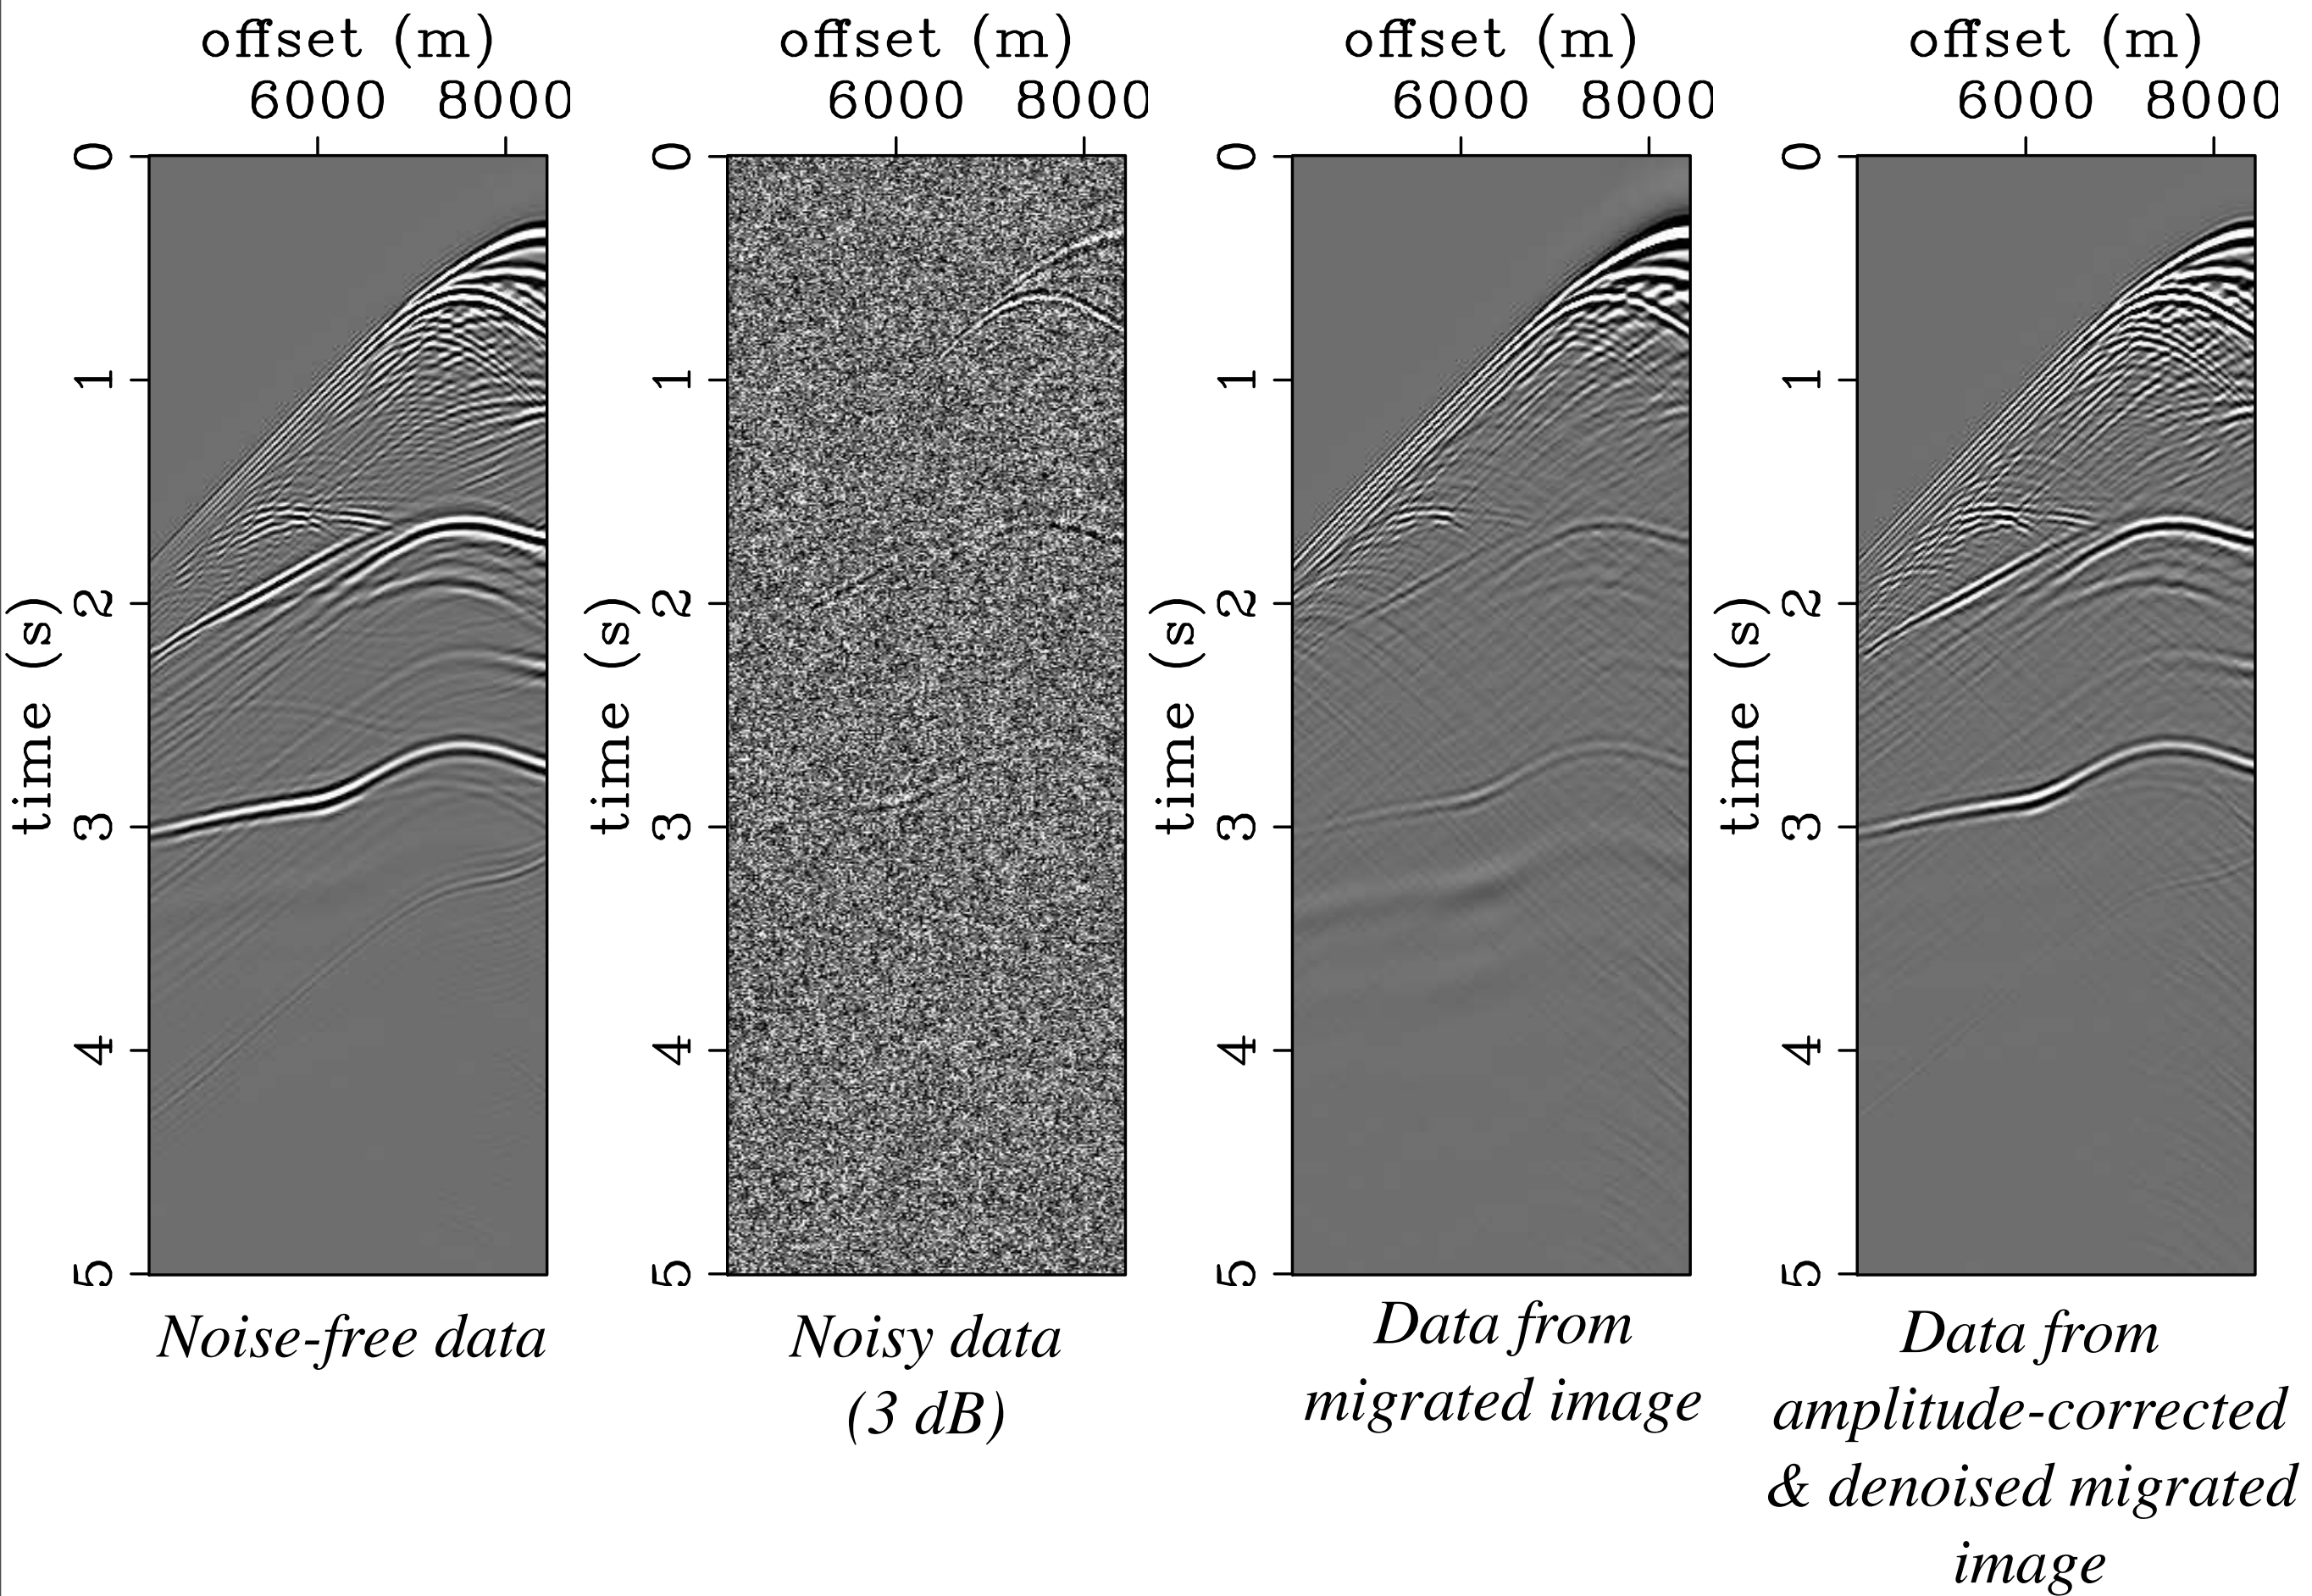 offset (m)
6000 8000
0
1
2
3
4
5
time (s)
Noise-free data
offset (m)
6000 8000
0
1
2
3
4
5
time (s)
Noisy data
(3 dB)
offset (m)
6000 8000
0
1
2
3
4
5
time (s)
Data from
migrated image
offset (m)
6000 8000
0
1
2
3
4
5
time (s)
Data from
amplitude-corrected
& denoised migrated
image